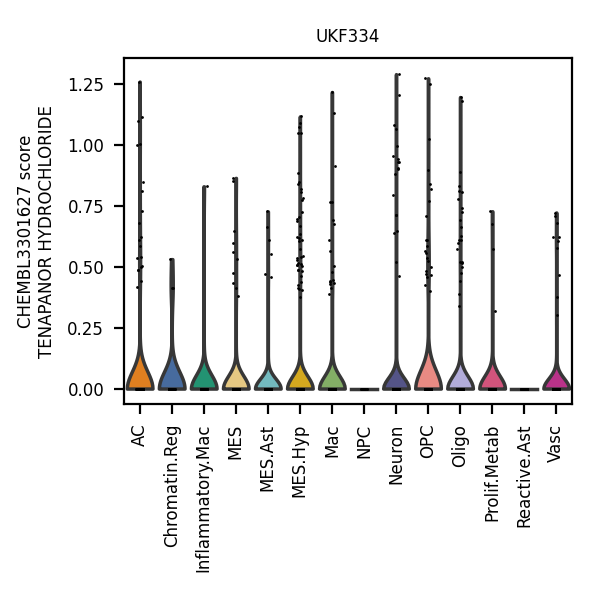 UKF334
CHEMBL3301627 score
TENAPANOR HYDROCHLORIDE
1.25
1.00
0.75
0.50
0.25
0.00
AC
Chromatin.Reg
Inflammatory.Mac
MES
MES.Ast
MES.Hyp
Mac
NPC
Neuron
OPC
Oligo
Prolif.Metab
Reactive.Ast
Vasc